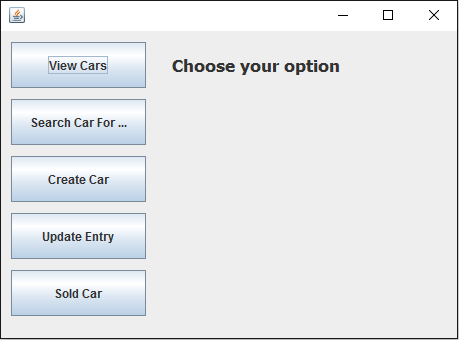 View Cars
Choose your option
Search Car For ...
Create Car
Update Entry
Sold Car